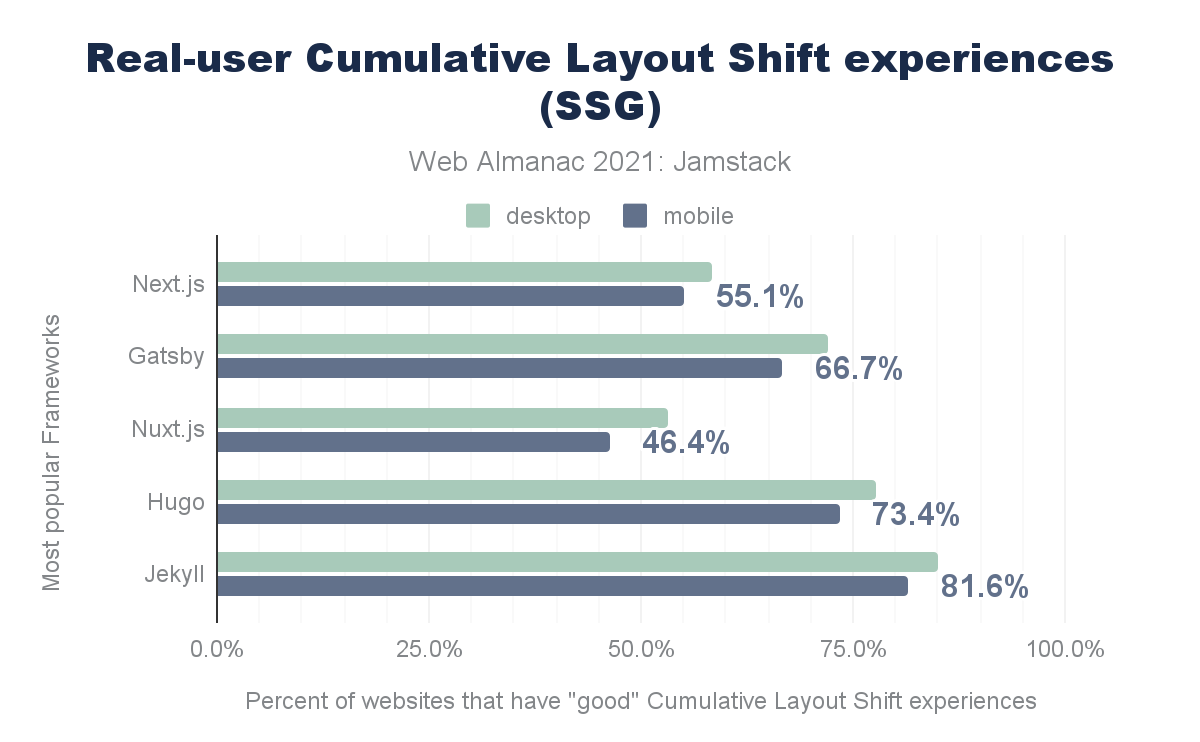 Real-user Cumulative Layout Shift experiences
(SSG)
Web Almanac 2021: Jamstack
desktop
mobile
Most popular Frameworks
Next.js
55.1%
Gatsby
66.7%
Nuxt.js
46.4%
Hugo
73.4%
Jekyll
81.6%
0.0%
25.0%
50.0%
75.0%
100.0%
Percent of websites that have "good" Cumulative Layout Shift experiences